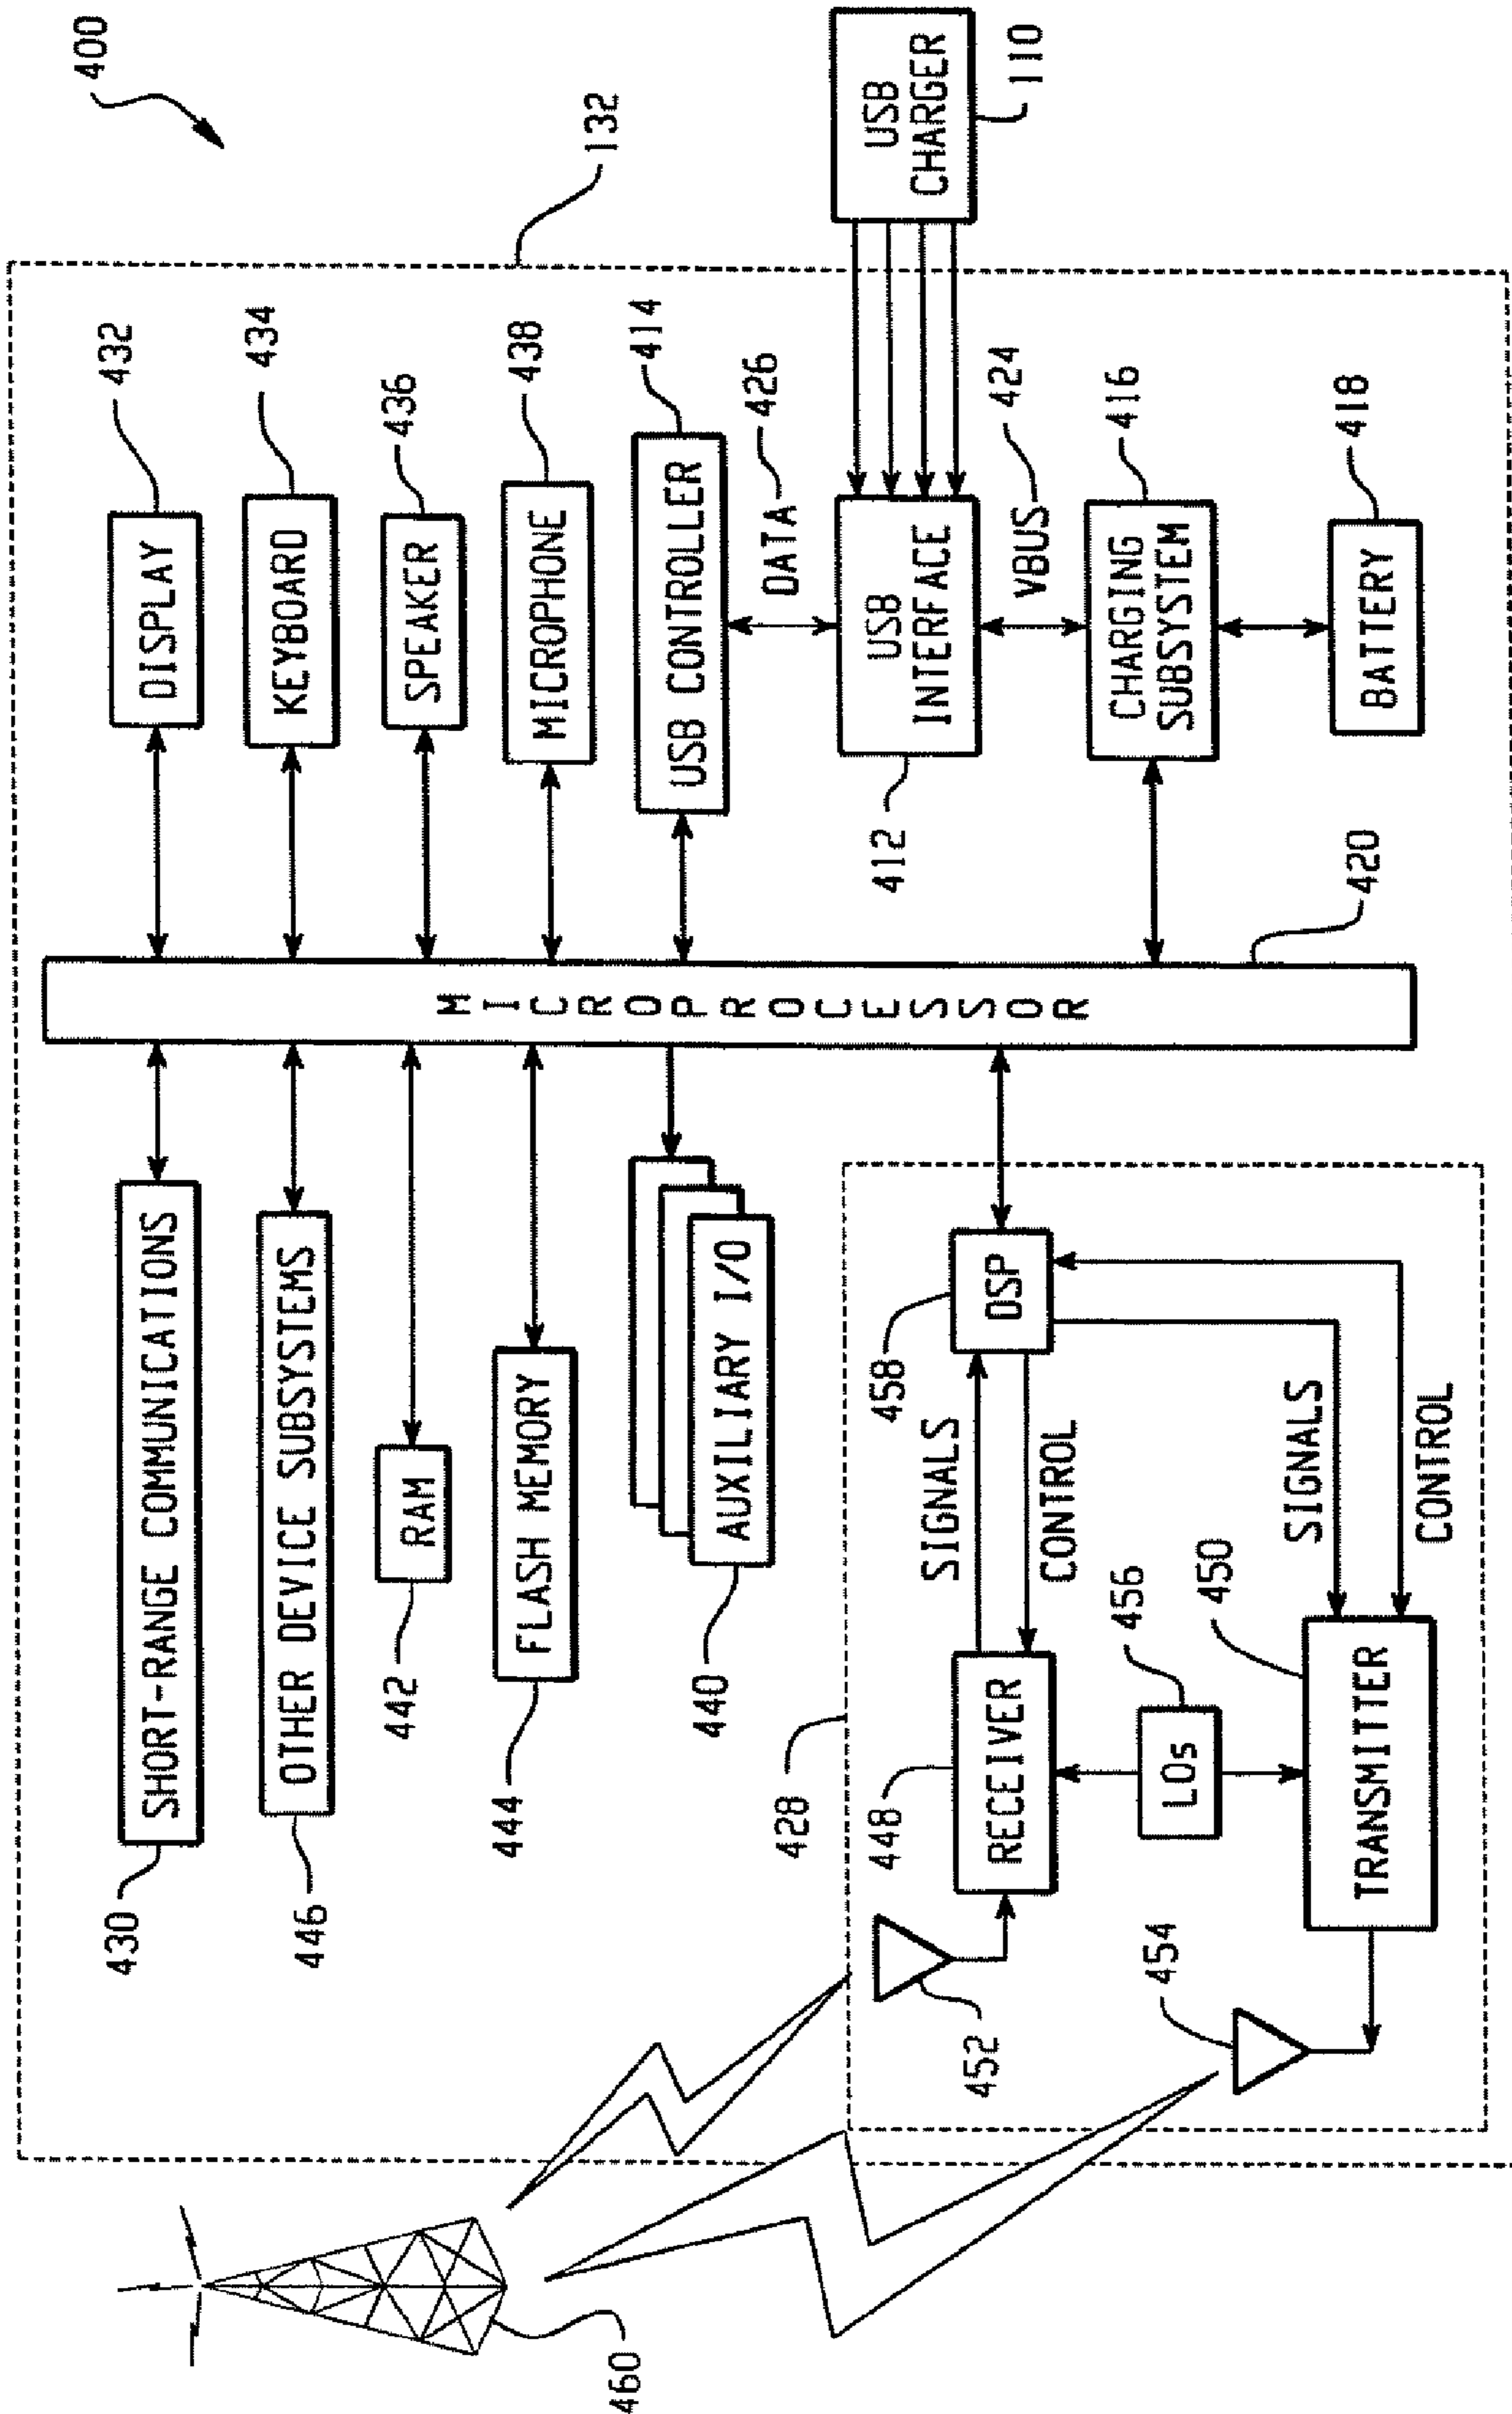 400
132
SHORT-RANGE COMMUNICATIONS
430
DISPLAY
432
OTHER DEVICE SUBSYSTEMS
446
KEYBOARD
434
RAM
442
SPEAKER
436
FLASH MEMORY
444
MICROPHONE
438
AUXILIARY I/O
440
USB CONTROLLER
414
MICROPROCESSOR
420
DATA
426
USB
INTERFACE
412
USB
CHARGER
110
VBUS
424
CHARGING
SUBSYSTEM
416
BATTERY
418
428
DSP
458
SIGNALS
CONTROL
RECEIVER
448
452
LOs
456
SIGNALS
CONTROL
TRANSMITTER
450
454
460